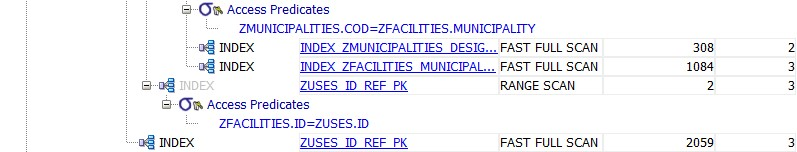 Access Predicates
ZMUNICIPALITIES.COD=ZFACILITIES.MUNICIPALITY
INDEX INDEX_ZMUNICIPALITIES_DESIG... FAST FULL SCAN 308 2
INDEX INDEX_ZFACILITIES_MUNICIPAL... FAST FULL SCAN 1084 3
INDEX ZUSES_ID_REF_PK RANGE SCAN 2 3
Access Predicates
ZFACILITIES.ID=ZUSES.ID
INDEX ZUSES_ID_REF_PK FAST FULL SCAN 2059 3